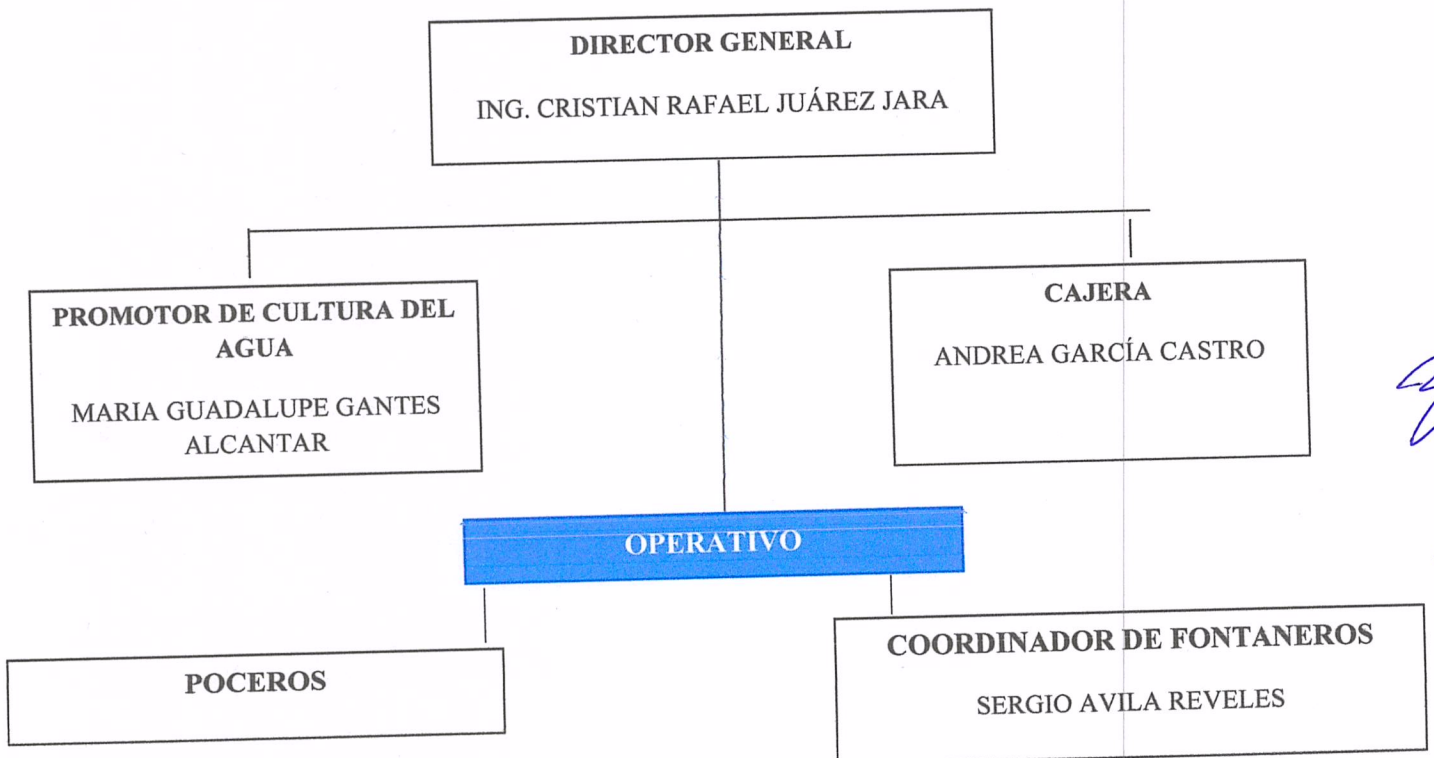 DIRECTOR GENERAL
ING. CRISTIAN RAFAEL JUÁREZ JARA
PROMOTOR DE CULTURA DEL
AGUA
MARIA GUADALUPE GANTES
ALCANTAR
CAJERA
ANDREA GARCÍA CASTRO
OPERATIVO
POCEROS
COORDINADOR DE FONTANEROS
SERGIO AVILA REVELES